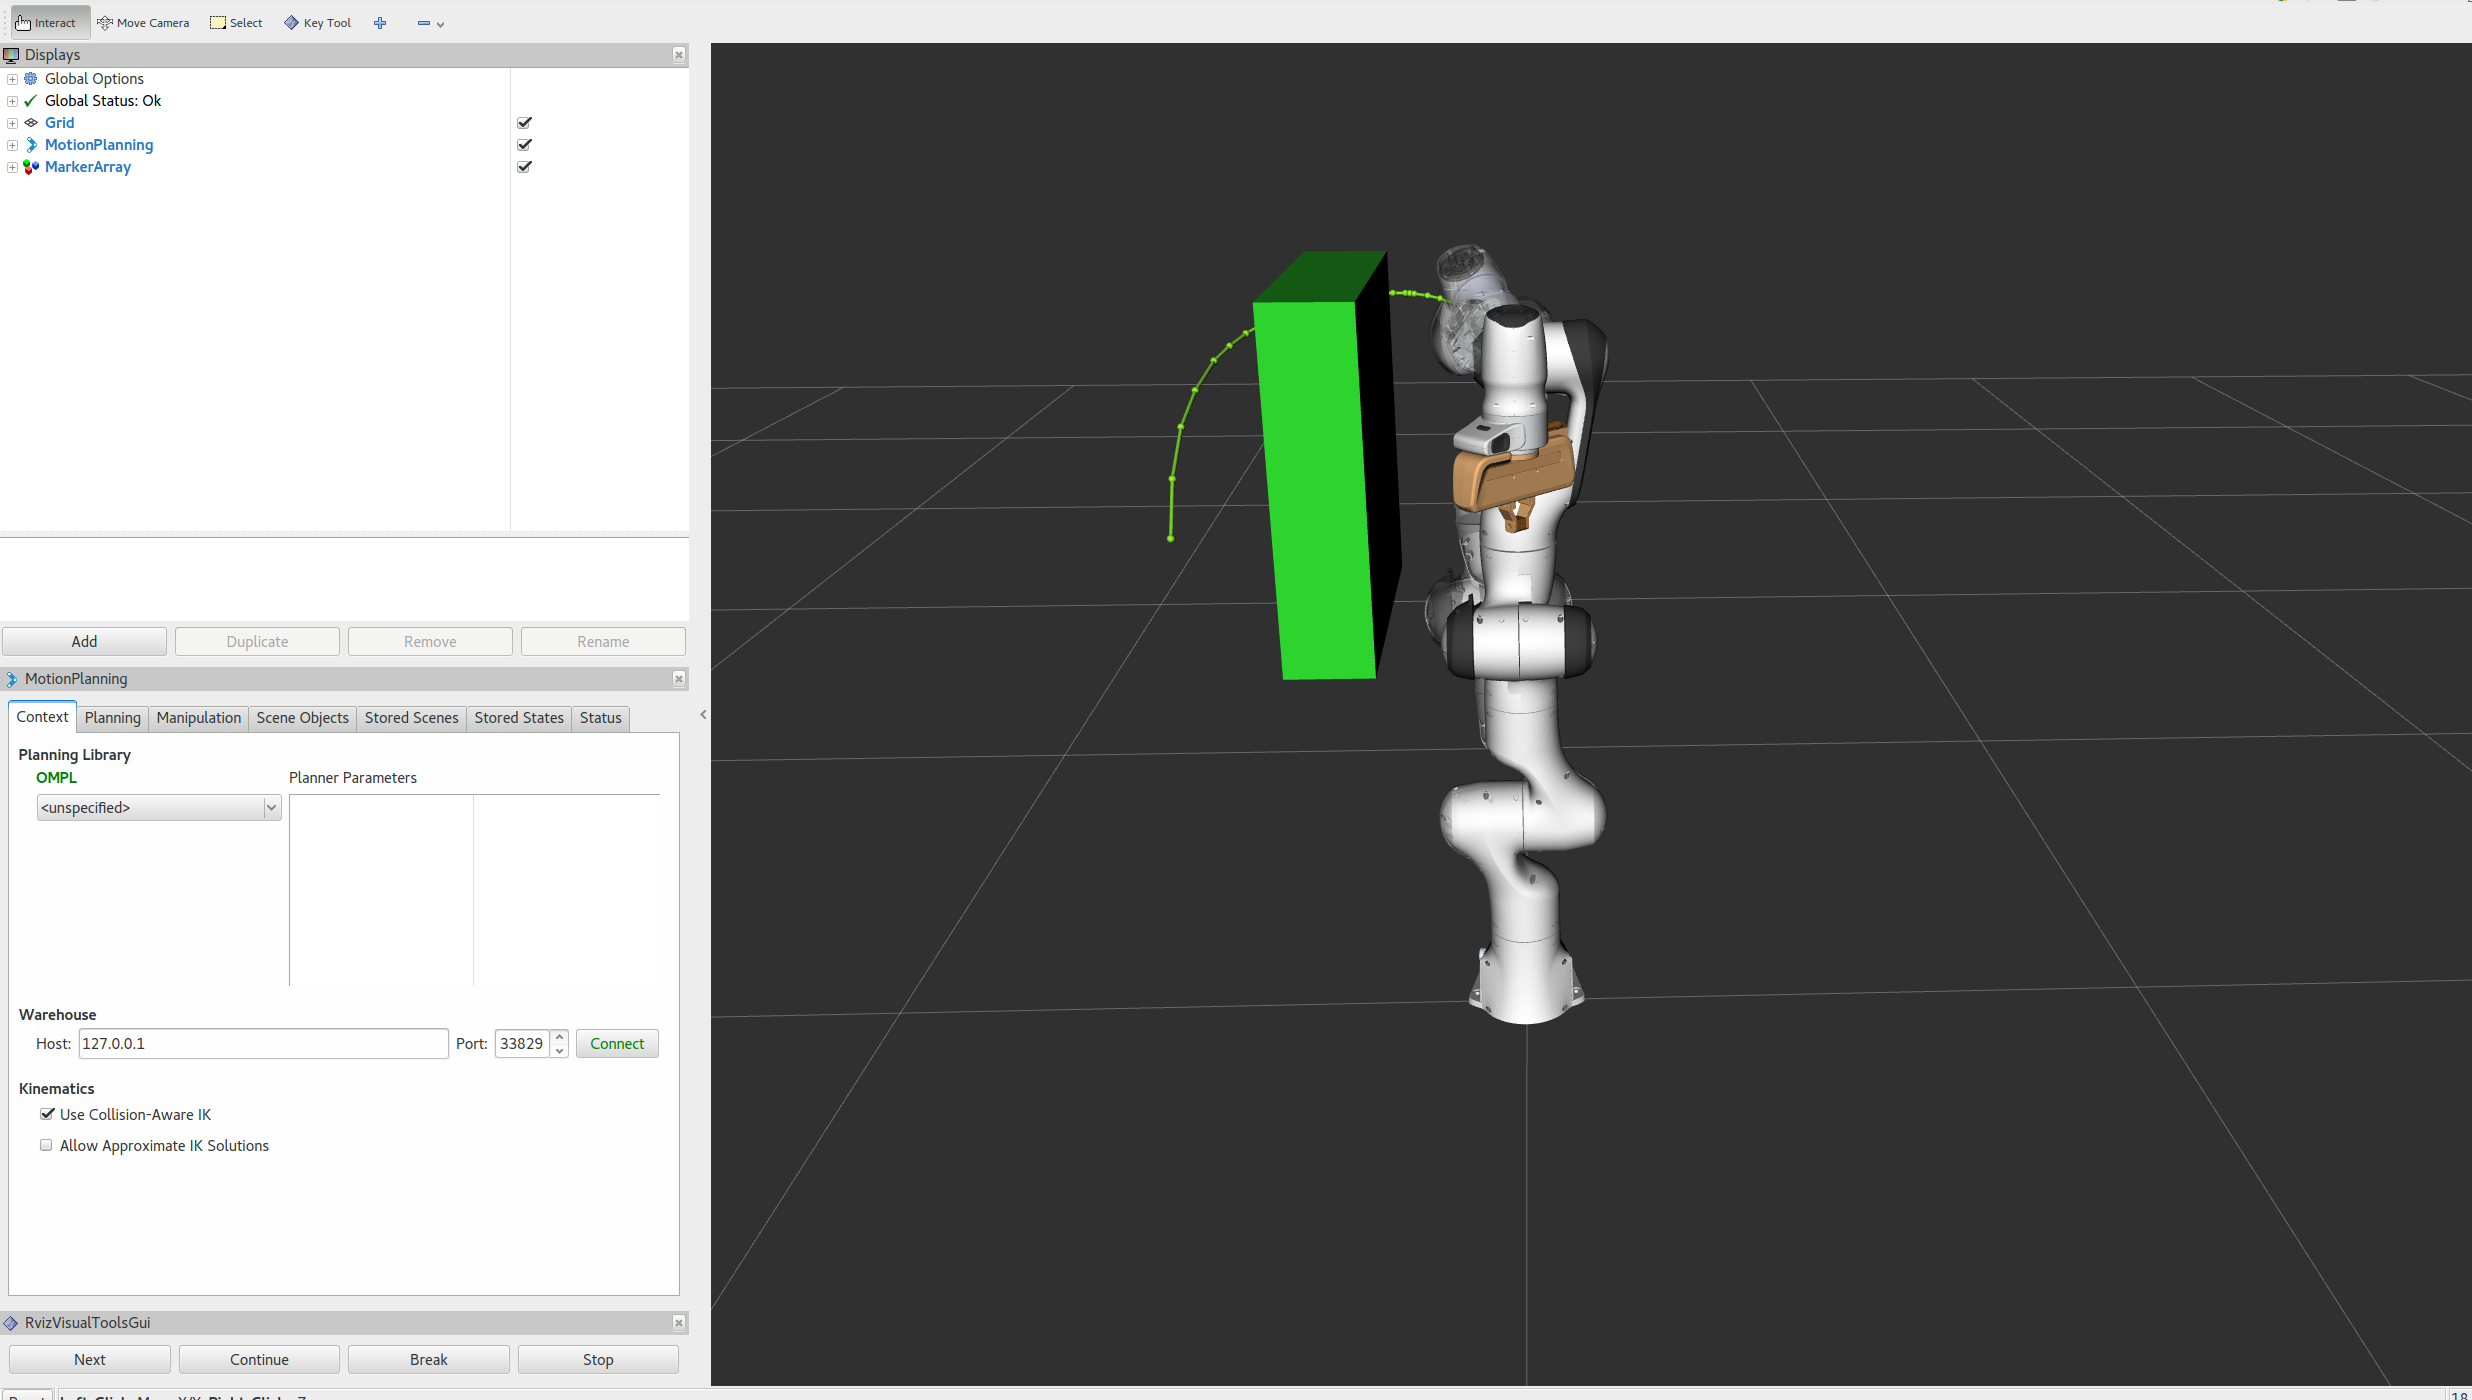 Interact Move Camera Select Key Tool
Displays
Global Options
Global Status: Ok
Grid
MotionPlanning
MarkerArray
Add Duplicate Remove Rename
MotionPlanning
Context Planning Manipulation Scene Objects Stored Scenes Stored States Status
Planning Library
OMPL Planner Parameters
<unspecified>
Warehouse
Host: 127.0.0.1 Port: 33829 Connect
Kinematics
Use Collision-Aware IK
Allow Approximate IK Solutions
RvizVisualToolsGui
Next Continue Break Stop